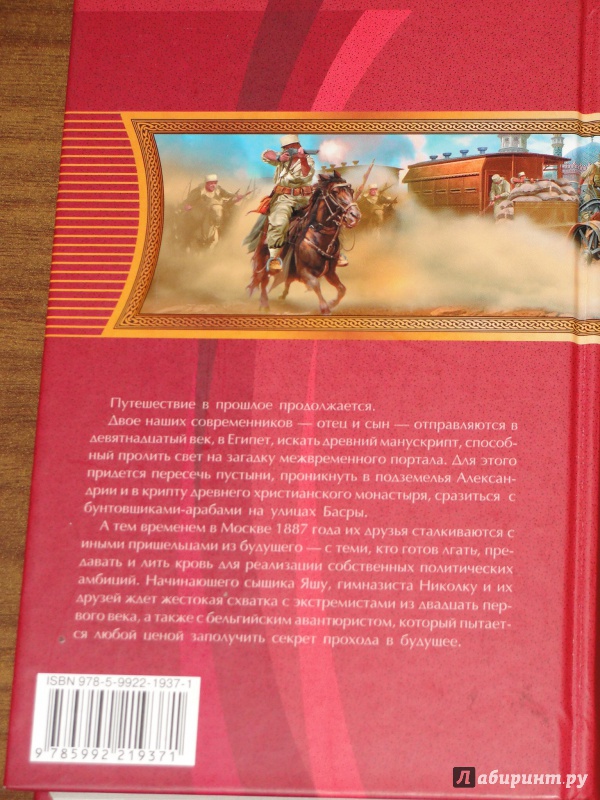 Путешествие в прошлое продолжается.
Двое наших современников — отец и сын — отправляются в
девятнадцатый век, в Египет, искать древний манускрипт, способ-
ный пролить свет на загадку межвременного портала. Для этого
придется пересечь пустыни, проникнуть в подземелья Алексан-
дрии и в крипту древнего христианского монастыря, сразиться с
бунтовщиками-арабами на улицах Басры.
А тем временем в Москве 1887 года их друзья сталкиваются с
иными пришельцами из будущего — с теми, кто готов лгать, пре-
давать и лить кровь для реализации собственных политических
амбиций. Начинающего сыщика Яшу, гимназиста Николку и их
друзей ждет жестокая схватка с экстремистами из двадцать пер-
вого века, а также с бельгийским авантюристом, который пытает-
ся любой ценой заполучить секрет прохода в будущее.
ISBN 978-5-9922-1937-1
9 785992 219371
Лабиринт.ру